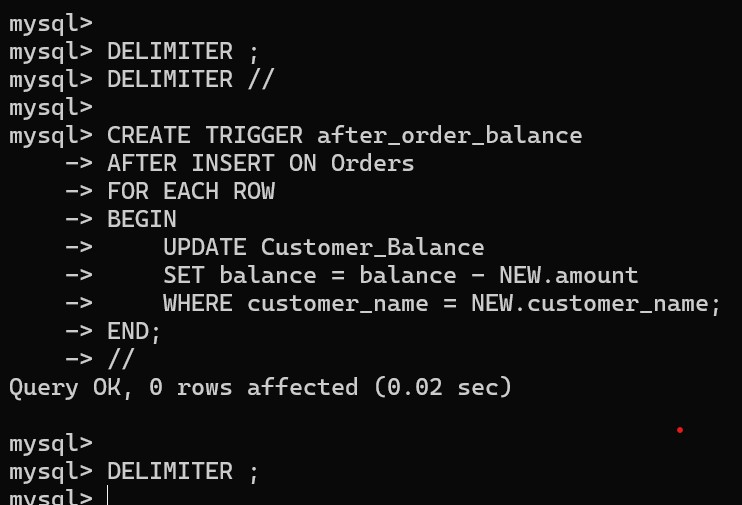 mysql>
mysql> DELIMITER ;
mysql> DELIMITER //
mysql>
mysql> CREATE TRIGGER after_order_balance
    -> AFTER INSERT ON Orders
    -> FOR EACH ROW
    -> BEGIN
    ->     UPDATE Customer_Balance
    ->     SET balance = balance - NEW.amount
    ->     WHERE customer_name = NEW.customer_name;
    -> END;
    -> //
Query OK, 0 rows affected (0.02 sec)
mysql>
mysql> DELIMITER ;
mysql>